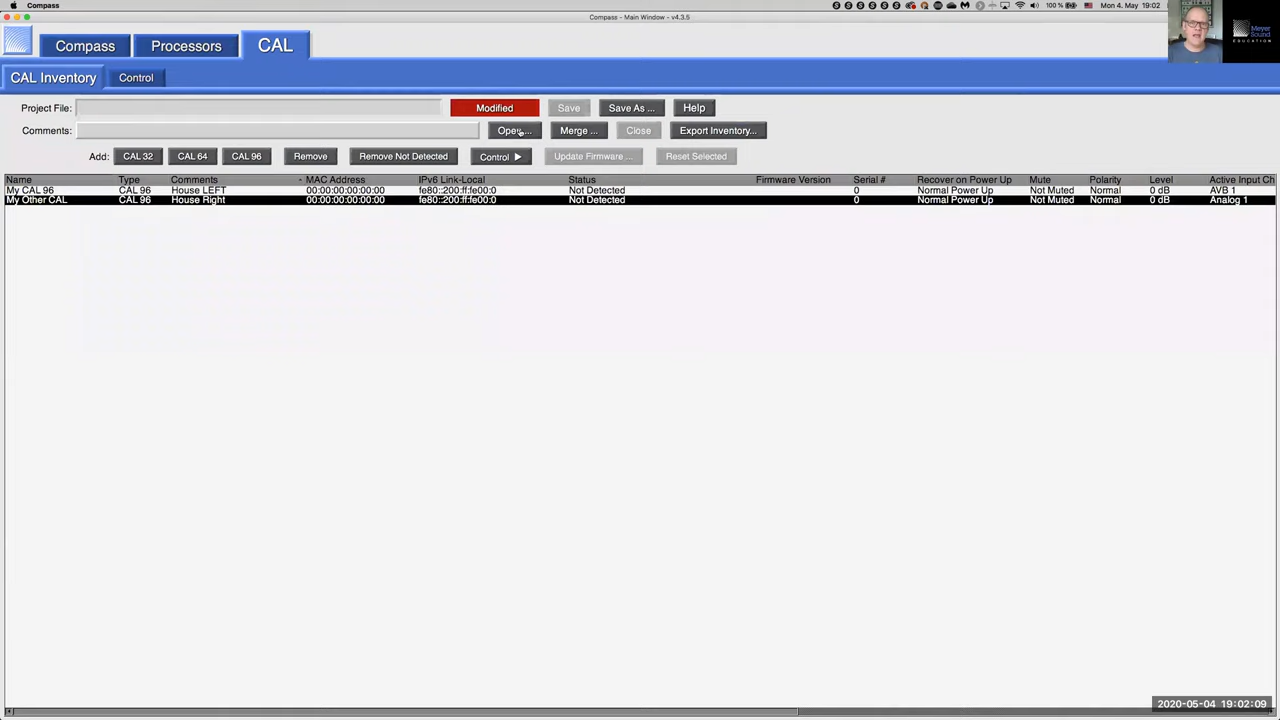 Compass Mon 4. May 19:02 100 %
Compass - Main Window - v4.3.5
Compass Processors CAL
CAL Inventory Control
Project File: Modified Save Save As ... Help
Comments: Open ... Merge ... Close Export Inventory...
Add: CAL 32 CAL 64 CAL 96 Remove Remove Not Detected Control Update Firmware ... Reset Selected
Name Type Comments MAC Address IPv6 Link-Local Status Firmware Version Serial # Recover on Power Up Mute Polarity Level Active Input Ch
My CAL 96 CAL 96 House LEFT 00:00:00:00:00:00 fe80::200:ff:fe00:0 Not Detected 0 Normal Power Up Not Muted Normal 0 dB AVB 1
My Other CAL CAL 96 House Right 00:00:00:00:00:00 fe80::200:ff:fe00:0 Not Detected 0 Normal Power Up Not Muted Normal 0 dB Analog 1
Meyer Sound
EDUCATION
2020-05-04 19:02:09